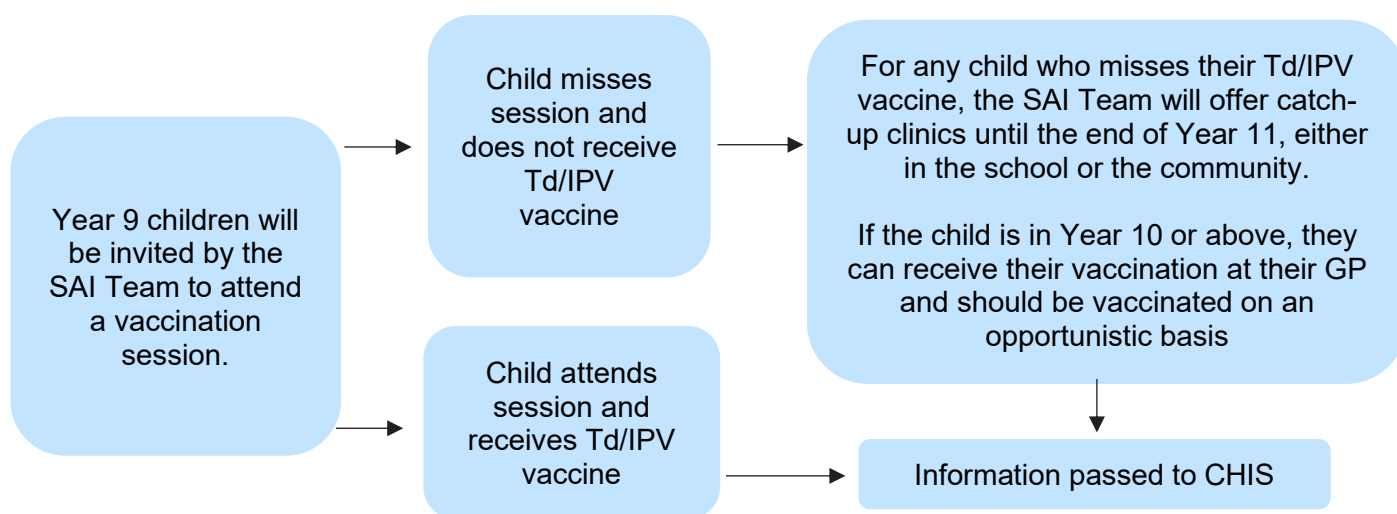 Year 9 children will
be invited by the
SAI Team to attend
a vaccination
session.
Child misses
session and
does not receive
Td/IPV
vaccine
For any child who misses their Td/IPV
vaccine, the SAI Team will offer catch-
up clinics until the end of Year 11, either
in the school or the community.
If the child is in Year 10 or above, they
can receive their vaccination at their GP
and should be vaccinated on an
opportunistic basis
Child attends
session and
receives Td/IPV
vaccine
Information passed to CHIS